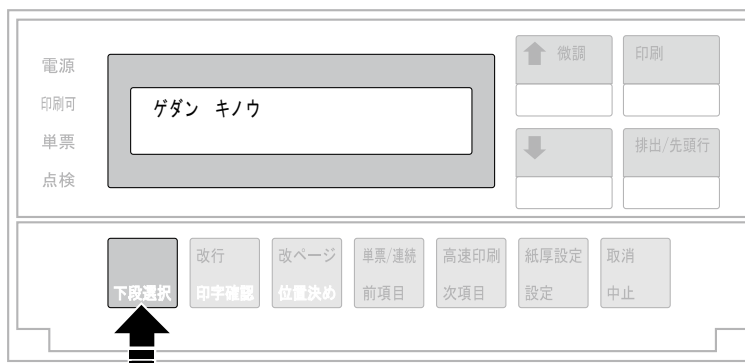 電源
印刷可
単票
点検
ゲダン キノウ
微調
印刷
排出/先頭行
下段選択
改行
印字確認
改ページ
位置決め
単票/連続
前項目
高速印刷
次項目
紙厚設定
設定
取消
中止